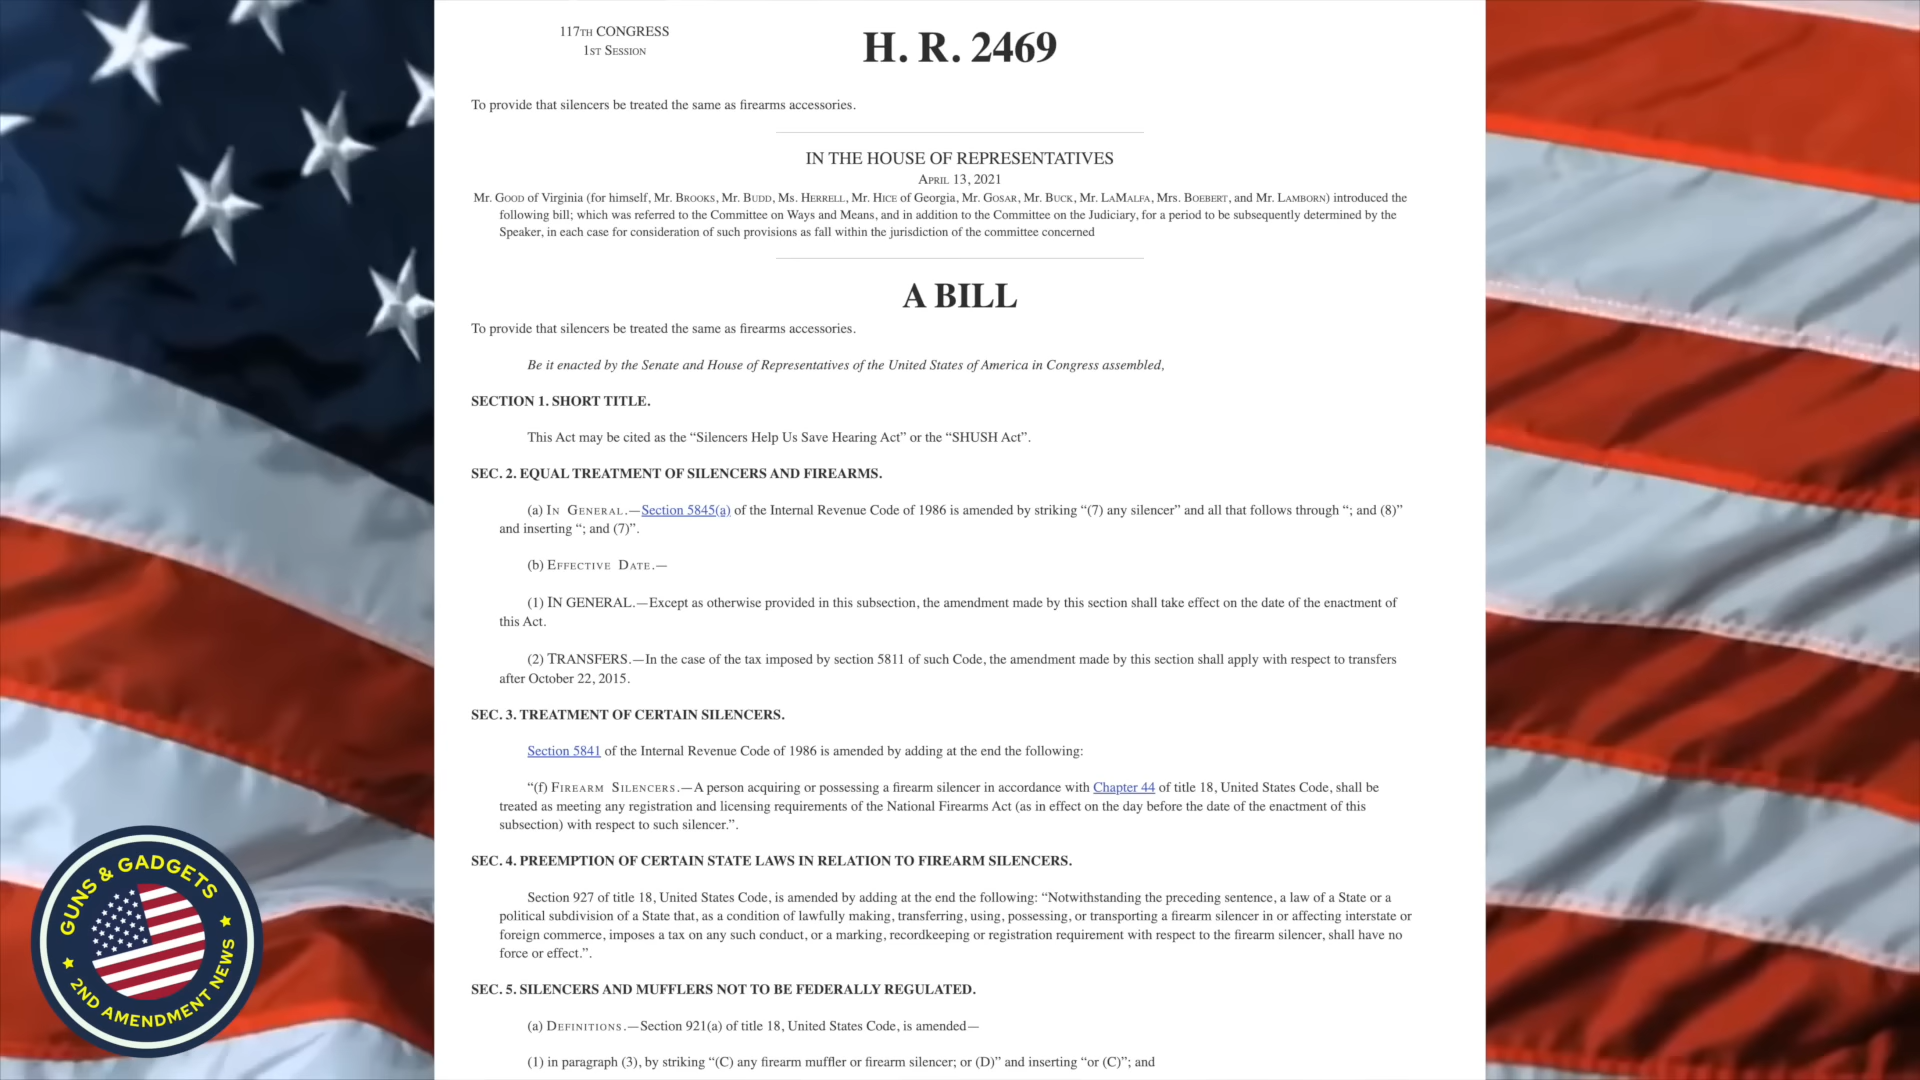 117TH CONGRESS
1ST SESSION
H. R. 2469
To provide that silencers be treated the same as firearms accessories.
IN THE HOUSE OF REPRESENTATIVES
APRIL 13, 2021
Mr. GOOD of Virginia (for himself, Mr. BROOKS, Mr. BUDD, Ms. HERRELL, Mr. HICE of Georgia, Mr. GOSAR, Mr. BUCK, Mr. LAMALFA, Mrs. BOEBERT, and Mr. LAMBORN) introduced the
following bill; which was referred to the Committee on Ways and Means, and in addition to the Committee on the Judiciary, for a period to be subsequently determined by the
Speaker, in each case for consideration of such provisions as fall within the jurisdiction of the committee concerned
A BILL
To provide that silencers be treated the same as firearms accessories.
Be it enacted by the Senate and House of Representatives of the United States of America in Congress assembled,
SECTION 1. SHORT TITLE.
This Act may be cited as the “Silencers Help Us Save Hearing Act” or the “SHUSH Act”.
SEC. 2. EQUAL TREATMENT OF SILENCERS AND FIREARMS.
(a) IN GENERAL.—Section 5845(a) of the Internal Revenue Code of 1986 is amended by striking “(7) any silencer” and all that follows through “; and (8)”
and inserting “; and (7)”.
(b) EFFECTIVE DATE.—
(1) IN GENERAL.—Except as otherwise provided in this subsection, the amendment made by this section shall take effect on the date of the enactment of
this Act.
(2) TRANSFERS.—In the case of the tax imposed by section 5811 of such Code, the amendment made by this section shall apply with respect to transfers
after October 22, 2015.
SEC. 3. TREATMENT OF CERTAIN SILENCERS.
Section 5841 of the Internal Revenue Code of 1986 is amended by adding at the end the following:
“(f) FIREARM SILENCERS.—A person acquiring or possessing a firearm silencer in accordance with Chapter 44 of title 18, United States Code, shall be
treated as meeting any registration and licensing requirements of the National Firearms Act (as in effect on the day before the date of the enactment of this
subsection) with respect to such silencer.”.
SEC. 4. PREEMPTION OF CERTAIN STATE LAWS IN RELATION TO FIREARM SILENCERS.
Section 927 of title 18, United States Code, is amended by adding at the end the following: “Notwithstanding the preceding sentence, a law of a State or a
political subdivision of a State that, as a condition of lawfully making, transferring, using, possessing, or transporting a firearm silencer in or affecting interstate or
foreign commerce, imposes a tax on any such conduct, or a marking, recordkeeping or registration requirement with respect to the firearm silencer, shall have no
force or effect.”.
SEC. 5. SILENCERS AND MUFFLERS NOT TO BE FEDERALLY REGULATED.
(a) DEFINITIONS.—Section 921(a) of title 18, United States Code, is amended—
(1) in paragraph (3), by striking “(C) any firearm muffler or firearm silencer; or (D)” and inserting “or (C)”; and
GUNS & GADGETS
2ND AMENDMENT NEWS